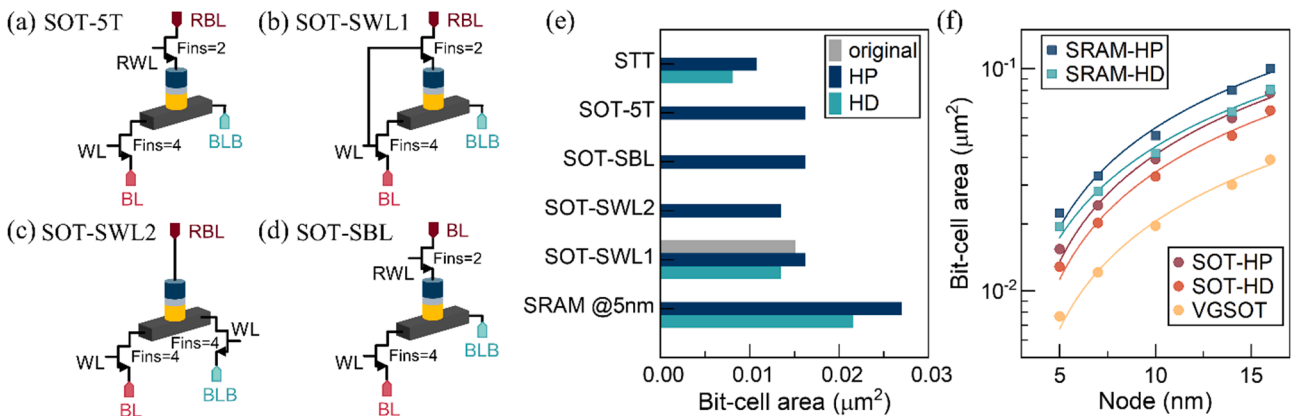 (a) SOT-5T
RBL
Fins=2
RWL
WL
Fins=4
BLB
BL
(b) SOT-SWL1
RBL
Fins=2
WL
Fins=4
BLB
BL
(c) SOT-SWL2
RBL
WL
Fins=4
Fins=4
WL
BLB
BL
(d) SOT-SBL
BL
Fins=2
RWL
WL
Fins=4
BLB
BL
(e)
original
HP
HD
STT
SOT-5T
SOT-SBL
SOT-SWL2
SOT-SWL1
SRAM @5nm
0.00 0.01 0.02 0.03
Bit-cell area (μm²)
(f)
SRAM-HP
SRAM-HD
SOT-HP
SOT-HD
VGSOT
10⁻¹
10⁻²
Bit-cell area (μm²)
5 10 15
Node (nm)